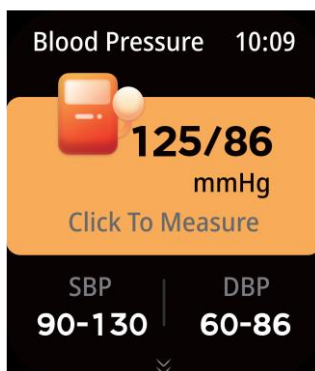 Blood Pressure 10:09
125/86
mmHg
Click To Measure
SBP DBP
90-130 60-86